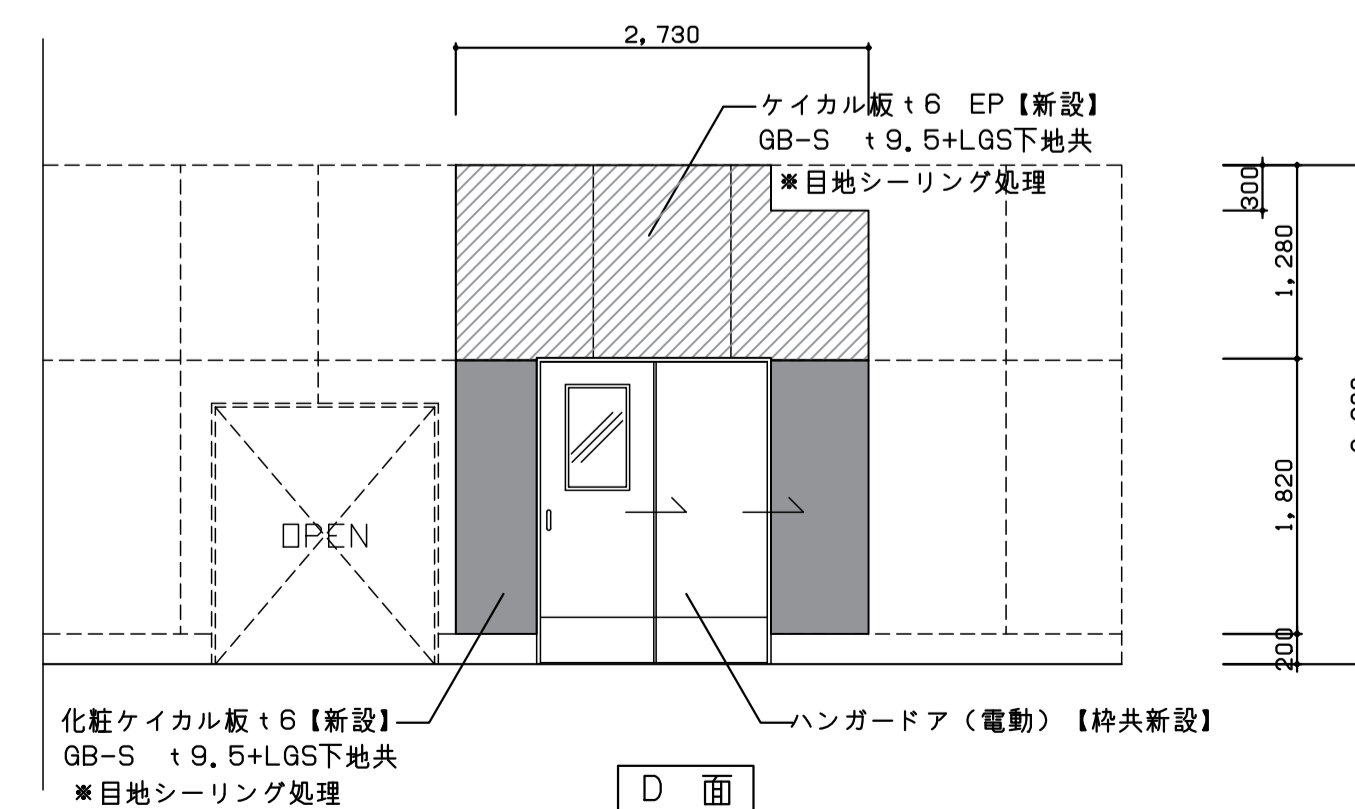 2,730
ケイカル板t6 EP【新設】
GB-S t9.5+LGS下地共
※目地シーリング処理
300
1,280
1,820
200
OPEN
化粧ケイカル板t6【新設】
GB-S t9.5+LGS下地共
※目地シーリング処理
ハンガードア(電動)【枠共新設】
D 面